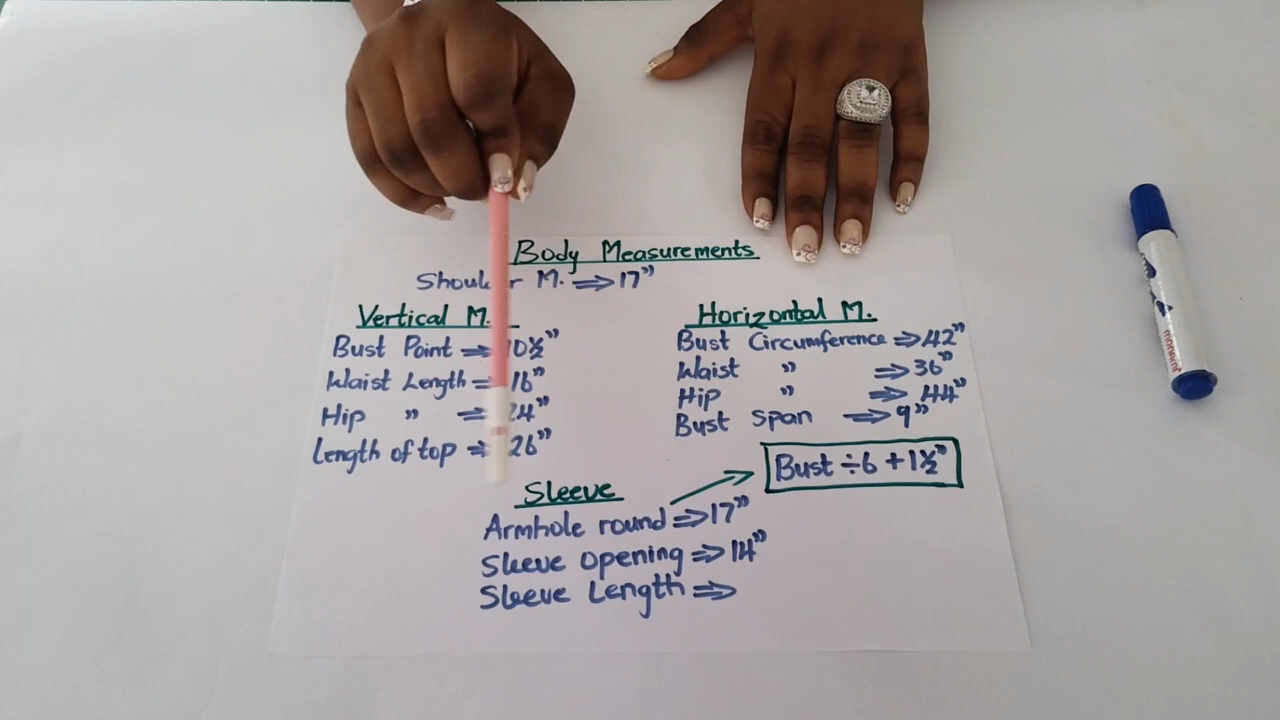 Body Measurements
Shoulder M. ⇒ 17"
Vertical M.
Bust Point ⇒ 10½"
Waist Length ⇒ 16"
Hip " ⇒ 24"
Length of top ⇒ 26"
Horizontal M.
Bust Circumference ⇒ 42"
Waist " ⇒ 36"
Hip " ⇒ 44"
Bust Span ⇒ 9"
Bust ÷ 6 + 1½"
Sleeve
Armhole round ⇒ 17"
Sleeve Opening ⇒ 14"
Sleeve Length ⇒